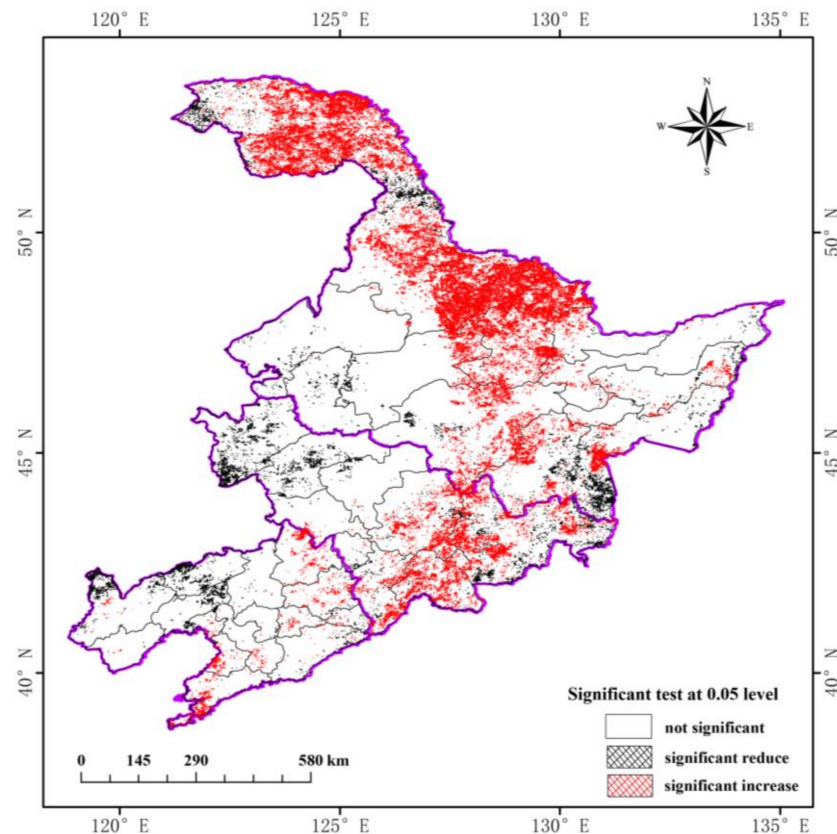 120° E 125° E 130° E 135° E
N
W E
S
50° N 50° N
45° N 45° N
40° N 40° N
Significant test at 0.05 level
not significant
significant reduce
significant increase
0 145 290 580 km
120° E 125° E 130° E 135° E